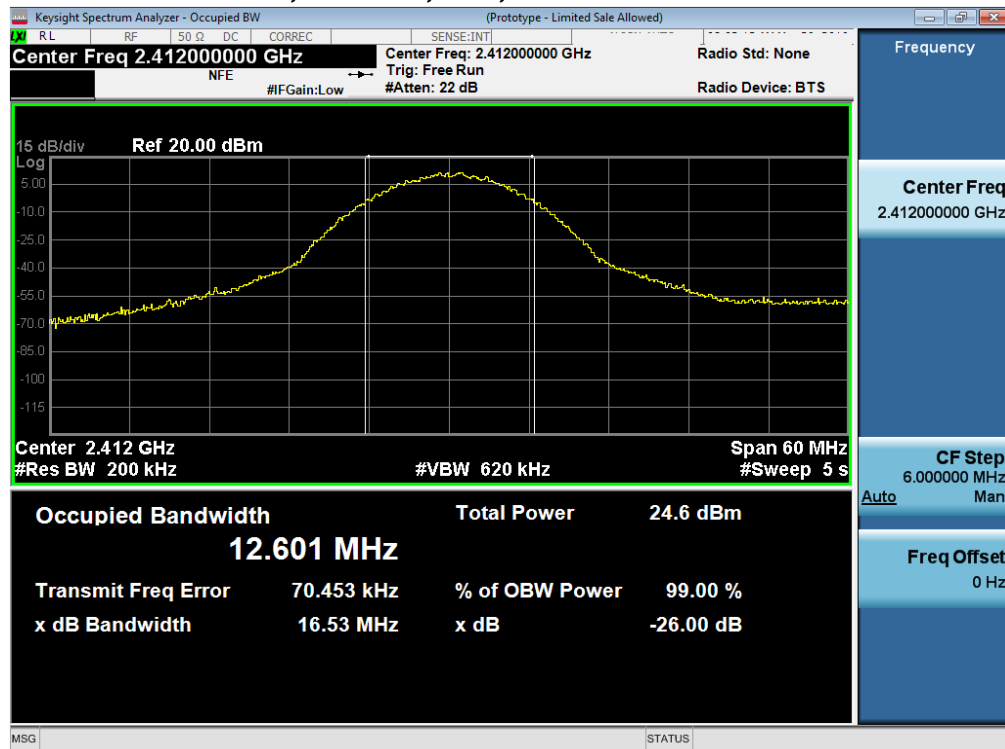 Keysight Spectrum Analyzer - Occupied BW (Prototype - Limited Sale Allowed)
LXI RL RF 50 Ω DC CORREC SENSE:INT
Center Freq 2.412000000 GHz
NFE
#IFGain:Low
Center Freq: 2.412000000 GHz
Trig: Free Run
#Atten: 22 dB
Radio Std: None
Radio Device: BTS
15 dB/div Ref 20.00 dBm
Log
5.00
-10.0
-25.0
-40.0
-55.0
-70.0
-85.0
-100
-115
Center 2.412 GHz Span 60 MHz
#Res BW 200 kHz #VBW 620 kHz #Sweep 5 s
Occupied Bandwidth Total Power 24.6 dBm
12.601 MHz
Transmit Freq Error 70.453 kHz % of OBW Power 99.00 %
x dB Bandwidth 16.53 MHz x dB -26.00 dB
Frequency
Center Freq
2.412000000 GHz
CF Step
6.000000 MHz
Auto Man
Freq Offset
0 Hz
MSG STATUS